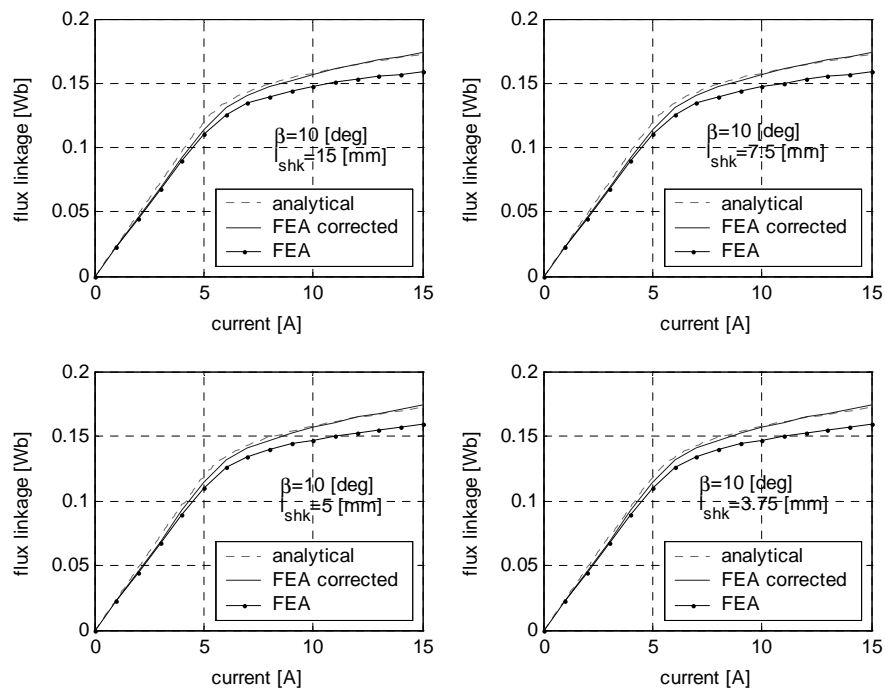 0.2
0.15
0.1
0.05
0
flux linkage [Wb]
β=10 [deg]
l_shk=15 [mm]
analytical
FEA corrected
FEA
0 5 10 15
current [A]
0.2
0.15
0.1
0.05
0
flux linkage [Wb]
β=10 [deg]
l_shk=7.5 [mm]
analytical
FEA corrected
FEA
0 5 10 15
current [A]
0.2
0.15
0.1
0.05
0
flux linkage [Wb]
β=10 [deg]
l_shk=5 [mm]
analytical
FEA corrected
FEA
0 5 10 15
current [A]
0.2
0.15
0.1
0.05
0
flux linkage [Wb]
β=10 [deg]
l_shk=3.75 [mm]
analytical
FEA corrected
FEA
0 5 10 15
current [A]